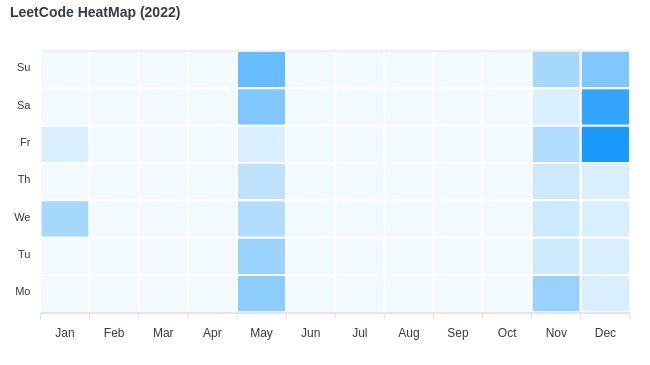 LeetCode HeatMap (2022)
Su
Sa
Fr
Th
We
Tu
Mo
Jan Feb Mar Apr May Jun Jul Aug Sep Oct Nov Dec